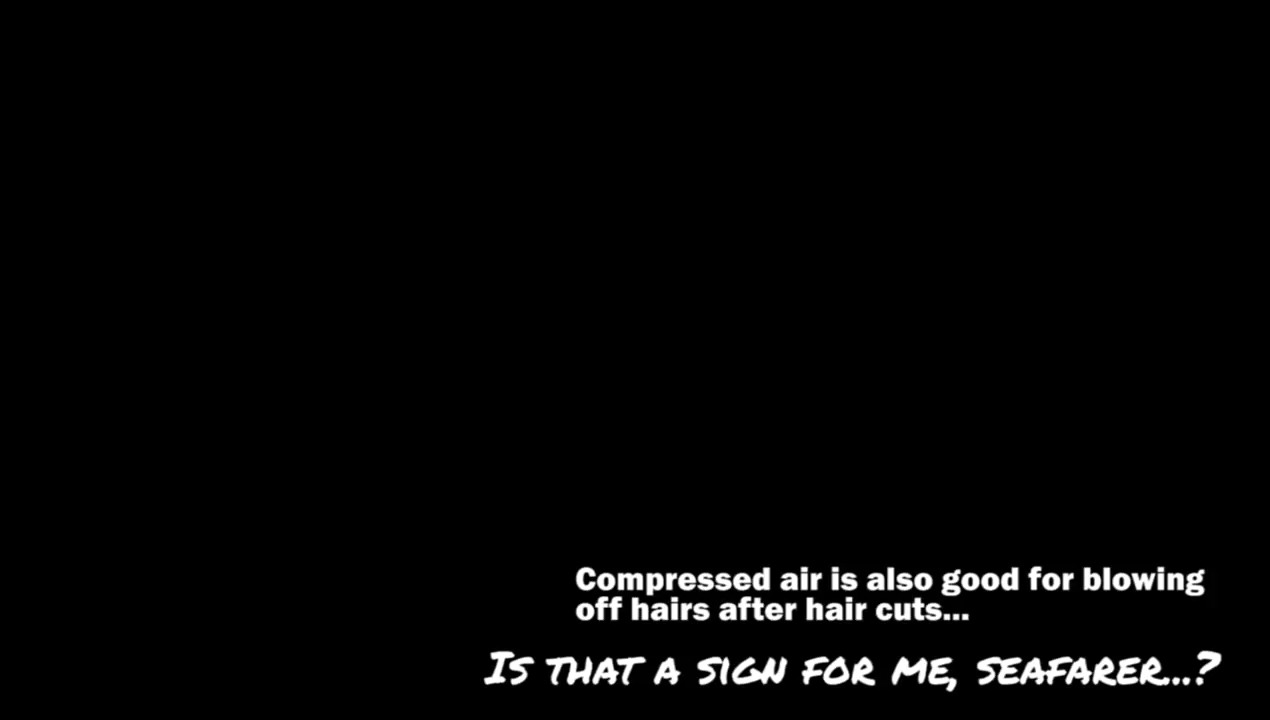 Compressed air is also good for blowing
off hairs after hair cuts...
Is that a sign for me, seafarer...?